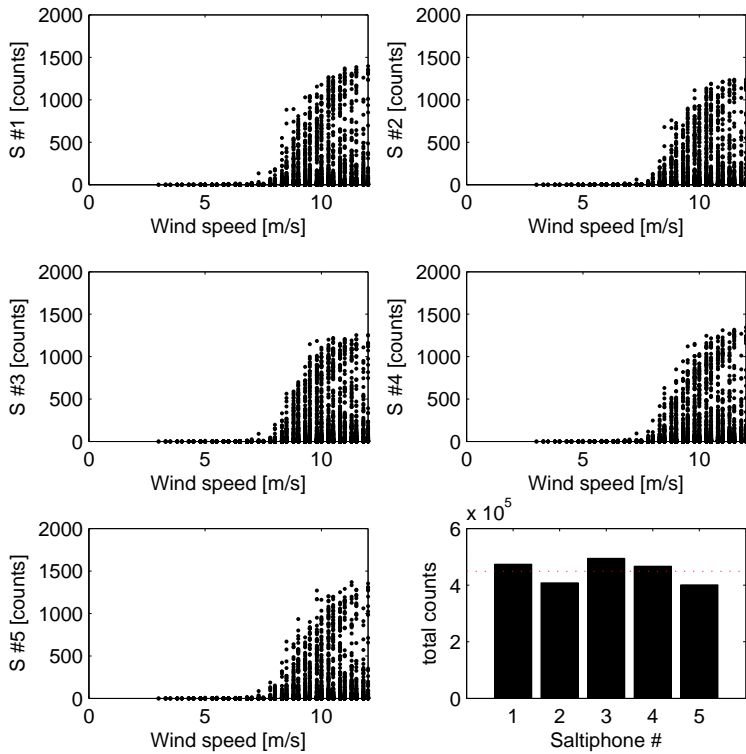 2000
1500
1000
500
0
S #1 [counts]
0 5 10
Wind speed [m/s]
2000
1500
1000
500
0
S #2 [counts]
0 5 10
Wind speed [m/s]
2000
1500
1000
500
0
S #3 [counts]
0 5 10
Wind speed [m/s]
2000
1500
1000
500
0
S #4 [counts]
0 5 10
Wind speed [m/s]
2000
1500
1000
500
0
S #5 [counts]
0 5 10
Wind speed [m/s]
x 10^5
6
4
2
0
total counts
1 2 3 4 5
Saltiphone #